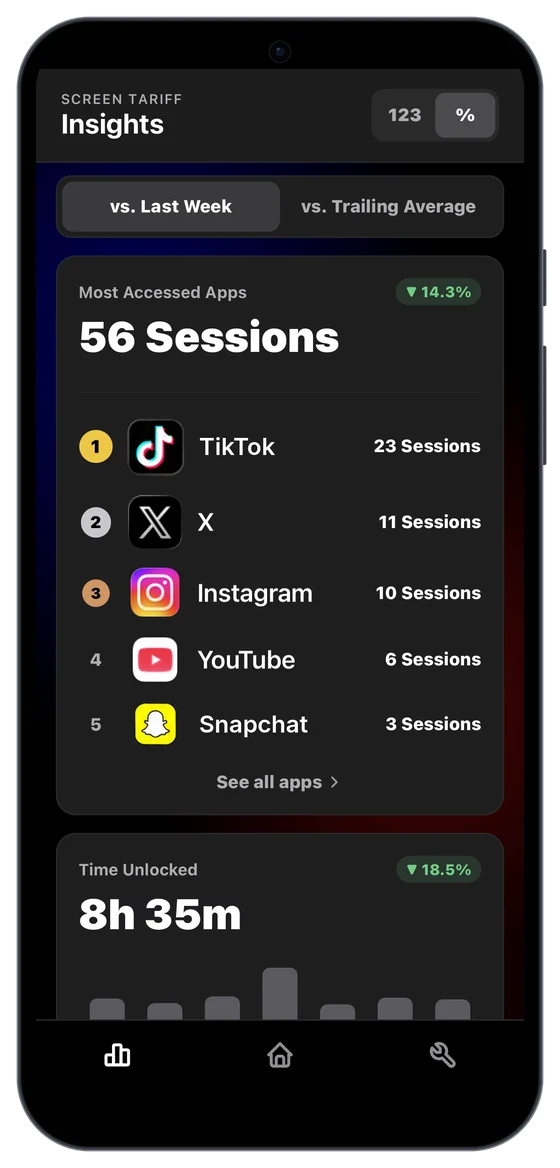 SCREEN TARIFF
Insights
123 %
vs. Last Week vs. Trailing Average
Most Accessed Apps ▼ 14.3%
56 Sessions
1 TikTok 23 Sessions
2 X 11 Sessions
3 Instagram 10 Sessions
4 YouTube 6 Sessions
5 Snapchat 3 Sessions
See all apps >
Time Unlocked ▼ 18.5%
8h 35m